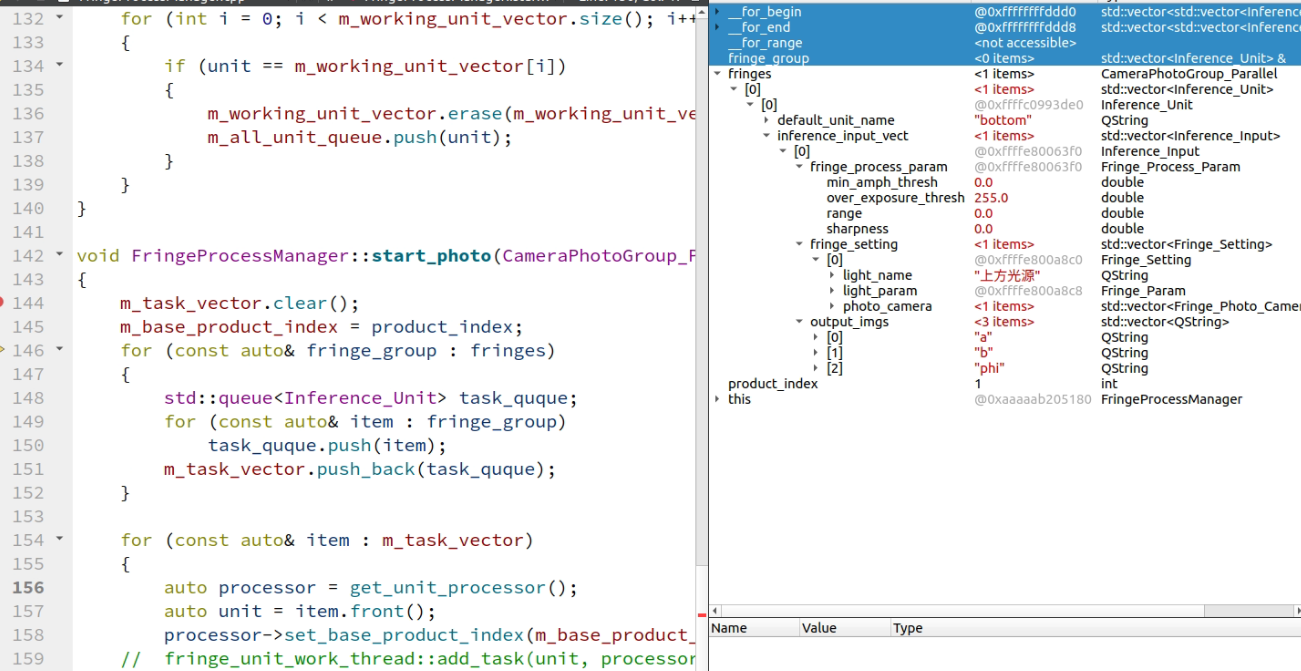 132 for (int i = 0; i < m_working_unit_vector.size(); i++
133 {
134 if (unit == m_working_unit_vector[i])
135 {
136 m_working_unit_vector.erase(m_working_unit_ve
137 m_all_unit_queue.push(unit);
138 }
139 }
140 }
141
142 void FringeProcessManager::start_photo(CameraPhotoGroup_P
143 {
144 m_task_vector.clear();
145 m_base_product_index = product_index;
146 for (const auto& fringe_group : fringes)
147 {
148 std::queue<Inference_Unit> task_quque;
149 for (const auto& item : fringe_group)
150 task_quque.push(item);
151 m_task_vector.push_back(task_quque);
152 }
153
154 for (const auto& item : m_task_vector)
155 {
156 auto processor = get_unit_processor();
157 auto unit = item.front();
158 processor->set_base_product_index(m_base_product_
159 // fringe_unit_work_thread::add_task(unit, processor
__for_begin @0xffffffffddd0 std::vector<std::vector<Inference
__for_end @0xffffffffddd8 std::vector<std::vector<Inference
__for_range <not accessible>
fringe_group <0 items> std::vector<Inference_Unit> &
fringes <1 items> CameraPhotoGroup_Parallel
[0] <1 items> std::vector<Inference_Unit>
[0] @0xffffc0993de0 Inference_Unit
default_unit_name "bottom" QString
inference_input_vect <1 items> std::vector<Inference_Input>
[0] @0xffffe80063f0 Inference_Input
fringe_process_param @0xffffe80063f0 Fringe_Process_Param
min_amph_thresh 0.0 double
over_exposure_thresh 255.0 double
range 0.0 double
sharpness 0.0 double
fringe_setting <1 items> std::vector<Fringe_Setting>
[0] @0xffffe800a8c0 Fringe_Setting
light_name "上方光源" QString
light_param @0xffffe800a8c8 Fringe_Param
photo_camera <1 items> std::vector<Fringe_Photo_Came
output_imgs <3 items> std::vector<QString>
[0] "a" QString
[1] "b" QString
[2] "phi" QString
product_index 1 int
this @0xaaaaab205180 FringeProcessManager
Name Value Type